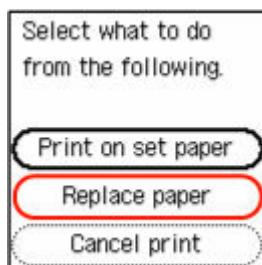 Select what to do
from the following.
Print on set paper
Replace paper
Cancel print